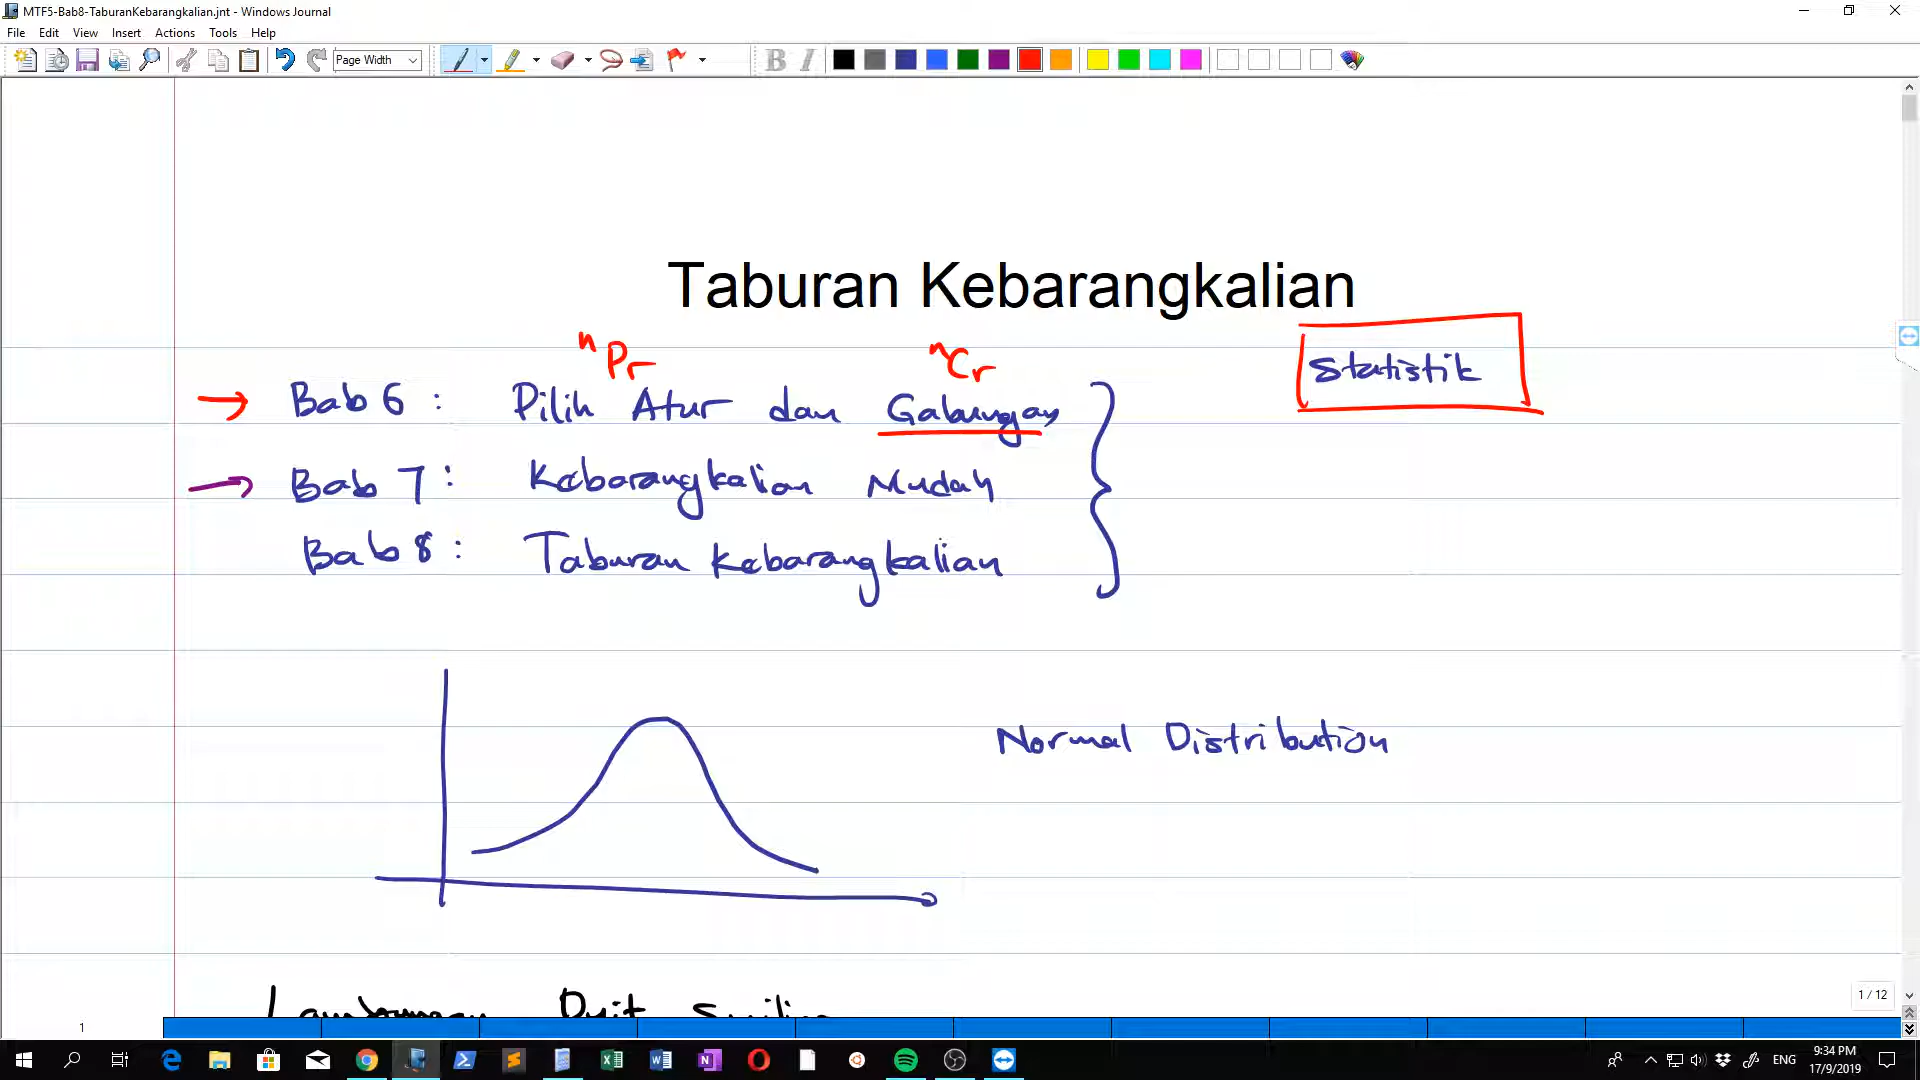 MTF5-Bab8-TaburanKebarangkalian.jnt - Windows Journal
File Edit View Insert Actions Tools Help
Page Width B I
Taburan Kebarangkalian
nPr nCr
Statistik
Bab 6 : Pilih Atur dan Gabungan
Bab 7 : Kebarangkalian Mudah
Bab 8 : Taburan Kebarangkalian
Normal Distribution
Duit Syiling
1 / 12
1
ENG
9:34 PM
17/9/2019